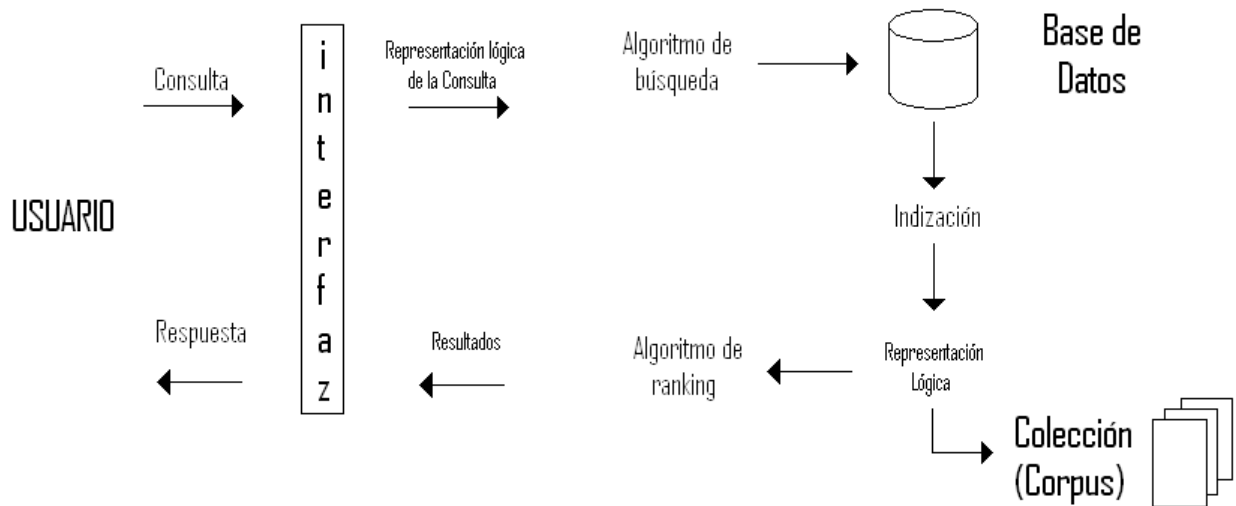 Consulta
interfaz
Representación lógica
de la Consulta
Algoritmo de
búsqueda
Base de
Datos
USUARIO
Indización
Respuesta
Resultados
Algoritmo de
ranking
Representación
Lógica
Colección
(Corpus)